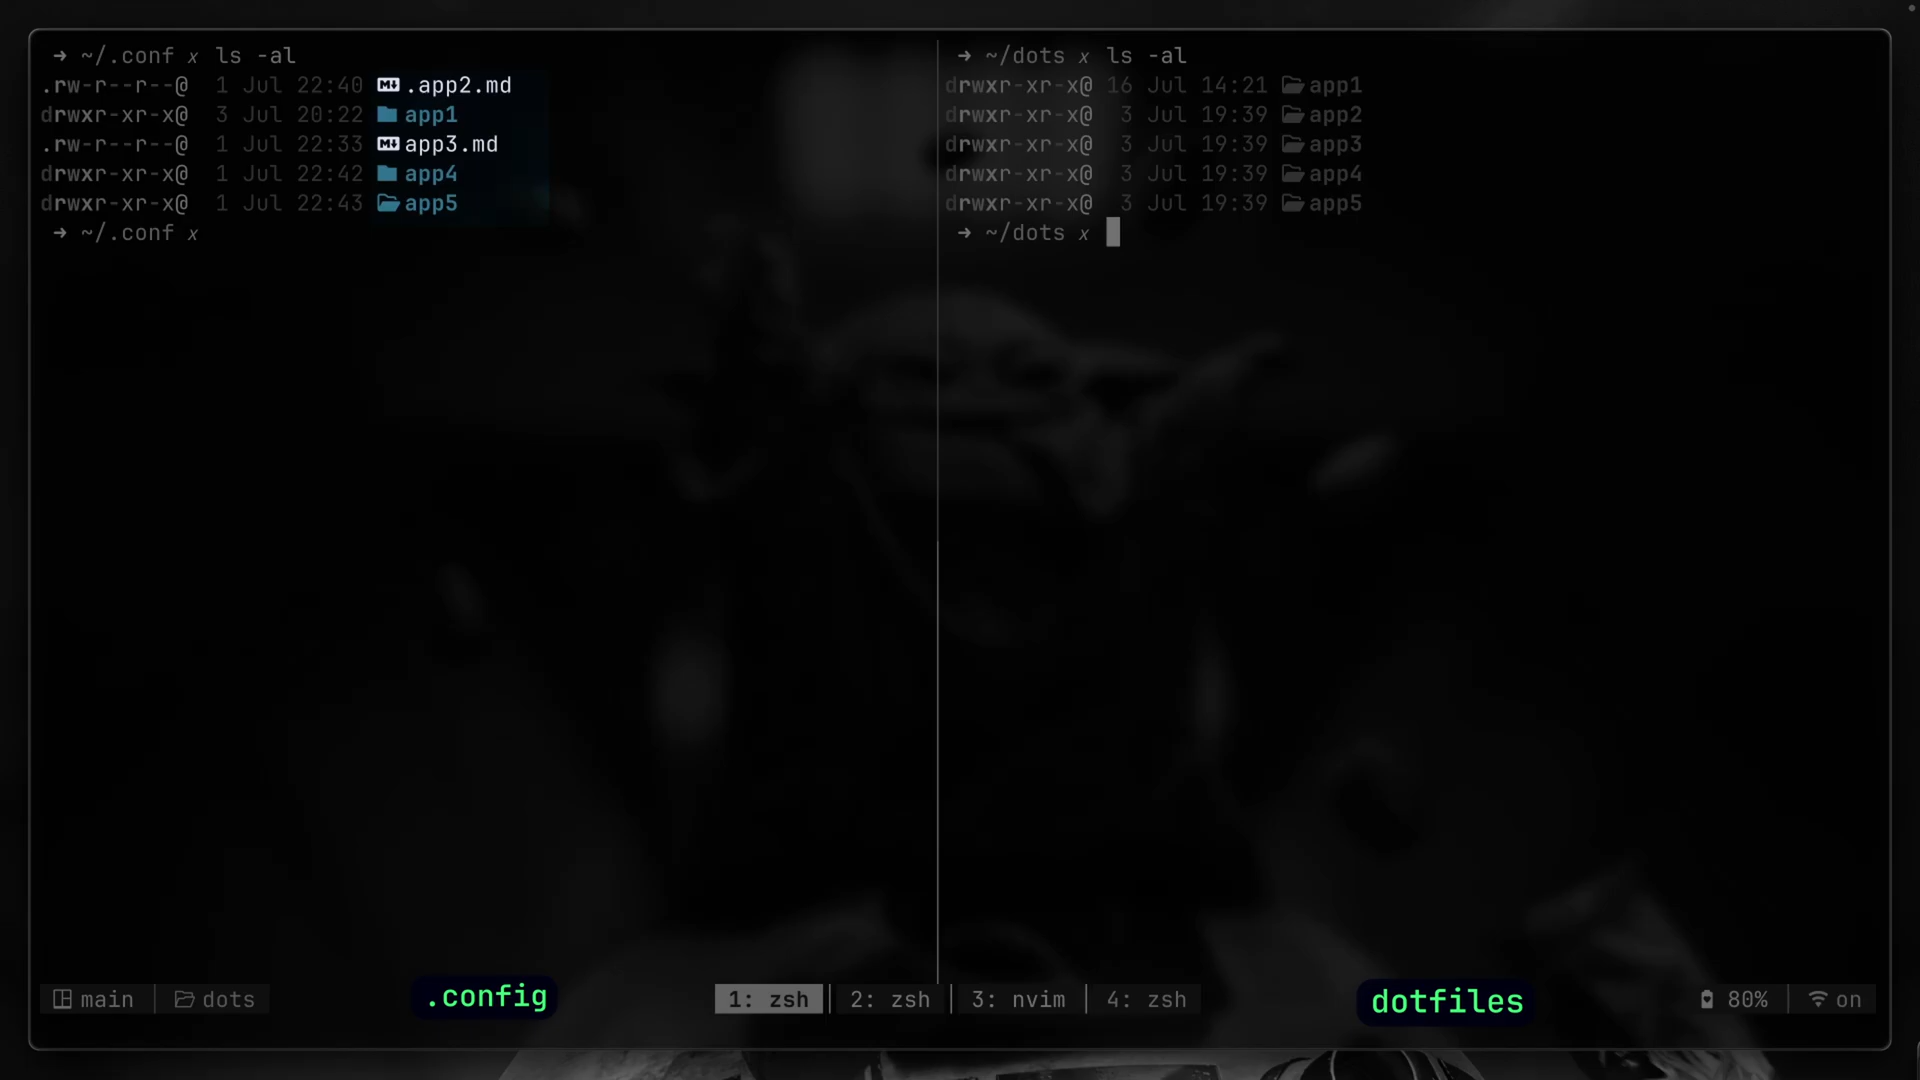 → ~/.conf x ls -al
.rw-r--r--@ 1 Jul 22:40 .app2.md
drwxr-xr-x@ 3 Jul 20:22 app1
.rw-r--r--@ 1 Jul 22:33 app3.md
drwxr-xr-x@ 1 Jul 22:42 app4
drwxr-xr-x@ 1 Jul 22:43 app5
→ ~/.conf x
→ ~/dots x ls -al
drwxr-xr-x@ 16 Jul 14:21 app1
drwxr-xr-x@ 3 Jul 19:39 app2
drwxr-xr-x@ 3 Jul 19:39 app3
drwxr-xr-x@ 3 Jul 19:39 app4
drwxr-xr-x@ 3 Jul 19:39 app5
→ ~/dots x
main | dots .config 1: zsh | 2: zsh | 3: nvim | 4: zsh dotfiles 80% | on